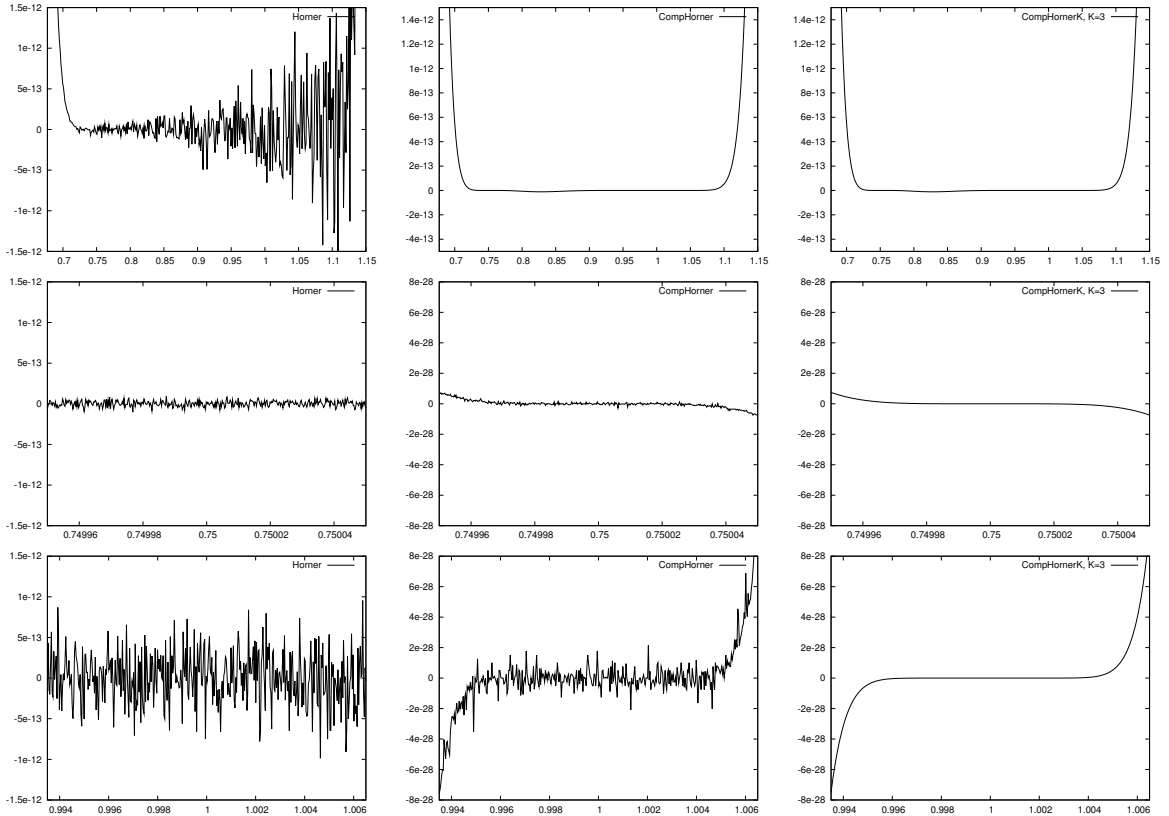 Horner
1e-12
5e-13
0
-5e-13
-1e-12
-1.5e-12
0.7 0.75 0.8 0.85 0.9 0.95 1 1.05 1.1 1.15
CompHorner
1.4e-12
1.2e-12
1e-12
8e-13
6e-13
4e-13
2e-13
0
-2e-13
-4e-13
0.7 0.75 0.8 0.85 0.9 0.95 1 1.05 1.1 1.15
CompHornerK, K=3
1.4e-12
1.2e-12
1e-12
8e-13
6e-13
4e-13
2e-13
0
-2e-13
-4e-13
0.7 0.75 0.8 0.85 0.9 0.95 1 1.05 1.1 1.15
1.5e-12
Horner
1e-12
5e-13
0
-5e-13
-1e-12
-1.5e-12
0.74996 0.74998 0.75 0.75002 0.75004
8e-28
CompHorner
6e-28
4e-28
2e-28
0
-2e-28
-4e-28
-6e-28
-8e-28
0.74996 0.74998 0.75 0.75002 0.75004
8e-28
CompHornerK, K=3
6e-28
4e-28
2e-28
0
-2e-28
-4e-28
-6e-28
-8e-28
0.74996 0.74998 0.75 0.75002 0.75004
1.5e-12
Horner
1e-12
5e-13
0
-5e-13
-1e-12
-1.5e-12
0.994 0.996 0.998 1 1.002 1.004 1.006
8e-28
CompHorner
6e-28
4e-28
2e-28
0
-2e-28
-4e-28
-6e-28
-8e-28
0.994 0.996 0.998 1 1.002 1.004 1.006
8e-28
CompHornerK, K=3
6e-28
4e-28
2e-28
0
-2e-28
-4e-28
-6e-28
-8e-28
0.994 0.996 0.998 1 1.002 1.004 1.006